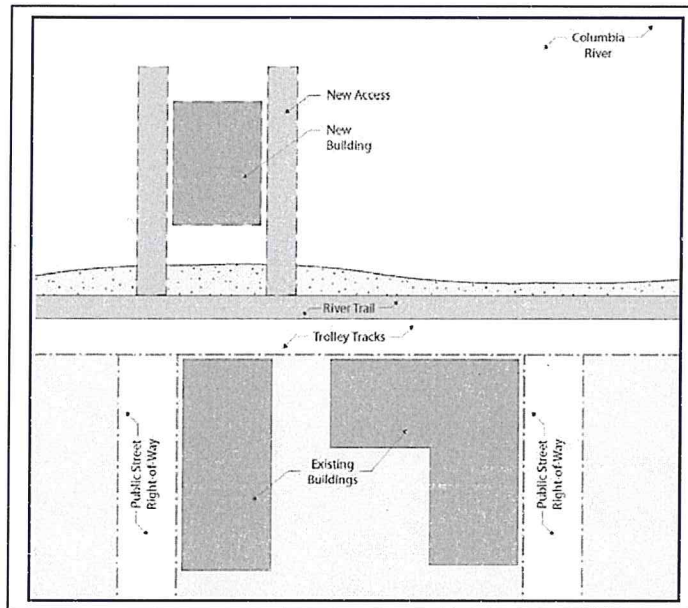 Columbia
River
New Access
New
Building
River Trail
Trolley Tracks
Public Street
Right-of-Way
Existing
Buildings
Public Street
Right-of-Way